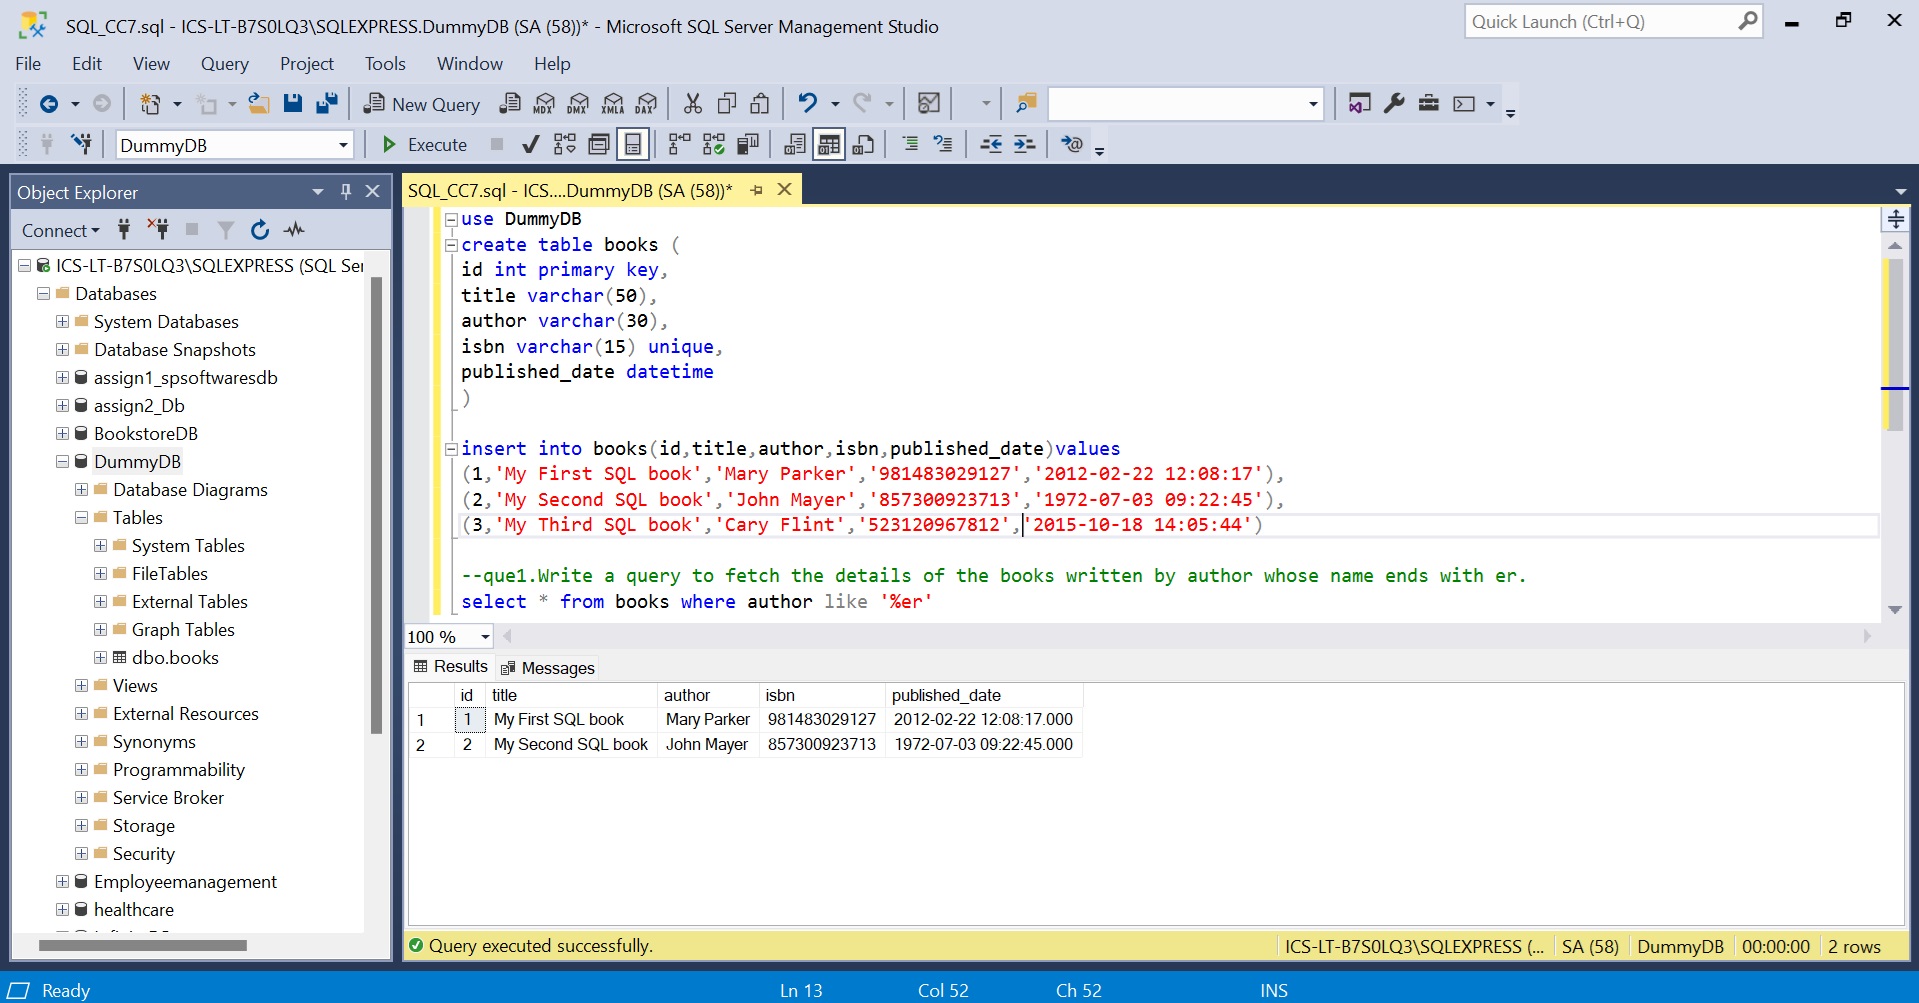 SQL_CC7.sql - ICS-LT-B7S0LQ3\SQLEXPRESS.DummyDB (SA (58))* - Microsoft SQL Server Management Studio
Quick Launch (Ctrl+Q)
File Edit View Query Project Tools Window Help
New Query MDX DMX XMLA DAX
DummyDB Execute
Object Explorer
Connect
ICS-LT-B7S0LQ3\SQLEXPRESS (SQL Ser
Databases
System Databases
Database Snapshots
assign1_spsoftwaresdb
assign2_Db
BookstoreDB
DummyDB
Database Diagrams
Tables
System Tables
FileTables
External Tables
Graph Tables
dbo.books
Views
External Resources
Synonyms
Programmability
Service Broker
Storage
Security
Employeemanagement
healthcare
SQL_CC7.sql - ICS....DummyDB (SA (58))*
use DummyDB
create table books (
id int primary key,
title varchar(50),
author varchar(30),
isbn varchar(15) unique,
published_date datetime
)
insert into books(id,title,author,isbn,published_date)values
(1,'My First SQL book','Mary Parker','981483029127','2012-02-22 12:08:17'),
(2,'My Second SQL book','John Mayer','857300923713','1972-07-03 09:22:45'),
(3,'My Third SQL book','Cary Flint','523120967812','2015-10-18 14:05:44')
--que1.Write a query to fetch the details of the books written by author whose name ends with er.
select * from books where author like '%er'
100 %
Results Messages
id title author isbn published_date
1 1 My First SQL book Mary Parker 981483029127 2012-02-22 12:08:17.000
2 2 My Second SQL book John Mayer 857300923713 1972-07-03 09:22:45.000
Query executed successfully. ICS-LT-B7S0LQ3\SQLEXPRESS (... SA (58) DummyDB 00:00:00 2 rows
Ready Ln 13 Col 52 Ch 52 INS